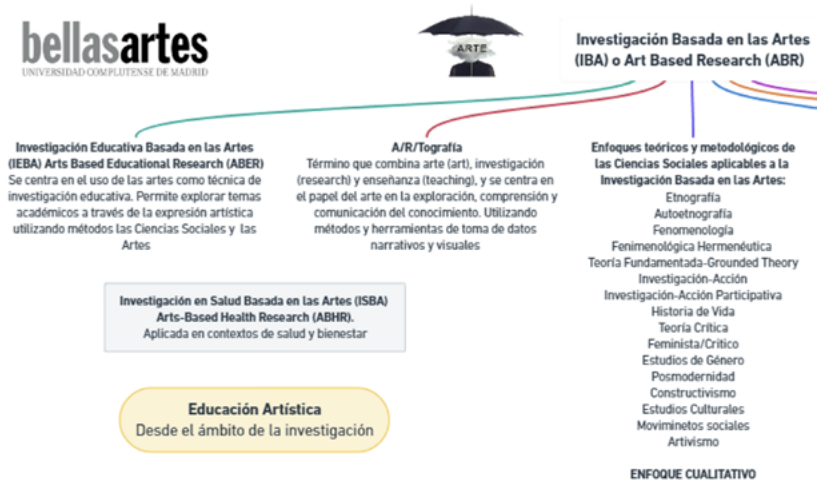 bellasartes
UNIVERSIDAD COMPLUTENSE DE MADRID
ARTE
Investigación Basada en las Artes
(IBA) o Art Based Research (ABR)
Investigación Educativa Basada en las Artes
(IEBA) Arts Based Educational Research (ABER)
Se centra en el uso de las artes como técnica de
investigación educativa. Permite explorar temas
académicos a través de la expresión artística
utilizando métodos las Ciencias Sociales y las
Artes
A/R/Tografía
Término que combina arte (art), investigación
(research) y enseñanza (teaching), y se centra en
el papel del arte en la exploración, comprensión y
comunicación del conocimiento. Utilizando
métodos y herramientas de toma de datos
narrativos y visuales
Enfoques teóricos y metodológicos de
las Ciencias Sociales aplicables a la
Investigación Basada en las Artes:
Etnografía
Autoetnografía
Fenomenología
Fenimenológica Hermenéutica
Teoría Fundamentada-Grounded Theory
Investigación-Acción
Investigación-Acción Participativa
Historia de Vida
Teoría Crítica
Feminista/Crítico
Estudios de Género
Posmodernidad
Constructivismo
Estudios Culturales
Moviminetos sociales
Artivismo
ENFOQUE CUALITATIVO
Investigación en Salud Basada en las Artes (ISBA)
Arts-Based Health Research (ABHR).
Aplicada en contextos de salud y bienestar
Educación Artística
Desde el ámbito de la investigación